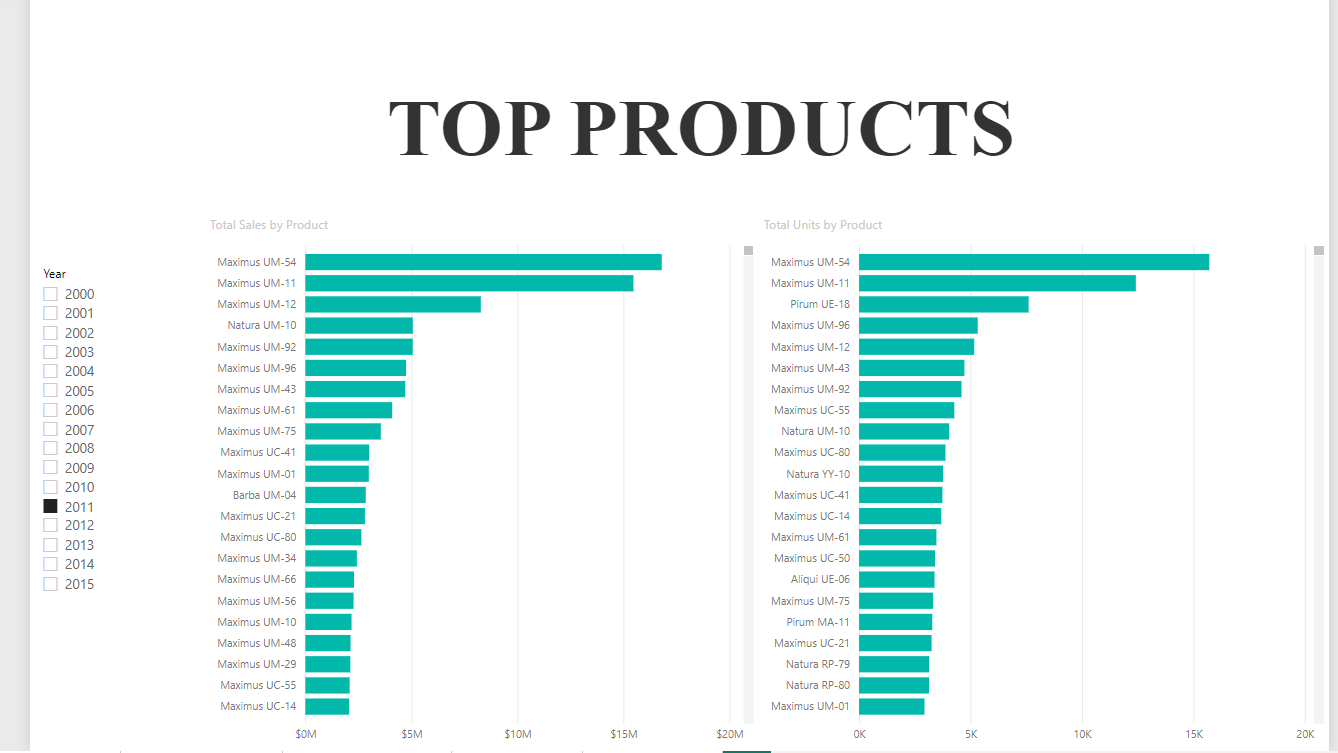 TOP PRODUCTS
Year
2000
2001
2002
2003
2004
2005
2006
2007
2008
2009
2010
2011
2012
2013
2014
2015
Total Sales by Product
Maximus UM-54
Maximus UM-11
Maximus UM-12
Natura UM-10
Maximus UM-92
Maximus UM-96
Maximus UM-43
Maximus UM-61
Maximus UM-75
Maximus UC-41
Maximus UM-01
Barba UM-04
Maximus UC-21
Maximus UC-80
Maximus UM-34
Maximus UM-66
Maximus UM-56
Maximus UM-10
Maximus UM-48
Maximus UM-29
Maximus UC-55
Maximus UC-14
$0M $5M $10M $15M $20M
Total Units by Product
Maximus UM-54
Maximus UM-11
Pirum UE-18
Maximus UM-96
Maximus UM-12
Maximus UM-43
Maximus UM-92
Maximus UC-55
Natura UM-10
Maximus UC-80
Natura YY-10
Maximus UC-41
Maximus UC-14
Maximus UM-61
Maximus UC-50
Aliqui UE-06
Maximus UM-75
Pirum MA-11
Maximus UC-21
Natura RP-79
Natura RP-80
Maximus UM-01
0K 5K 10K 15K 20K